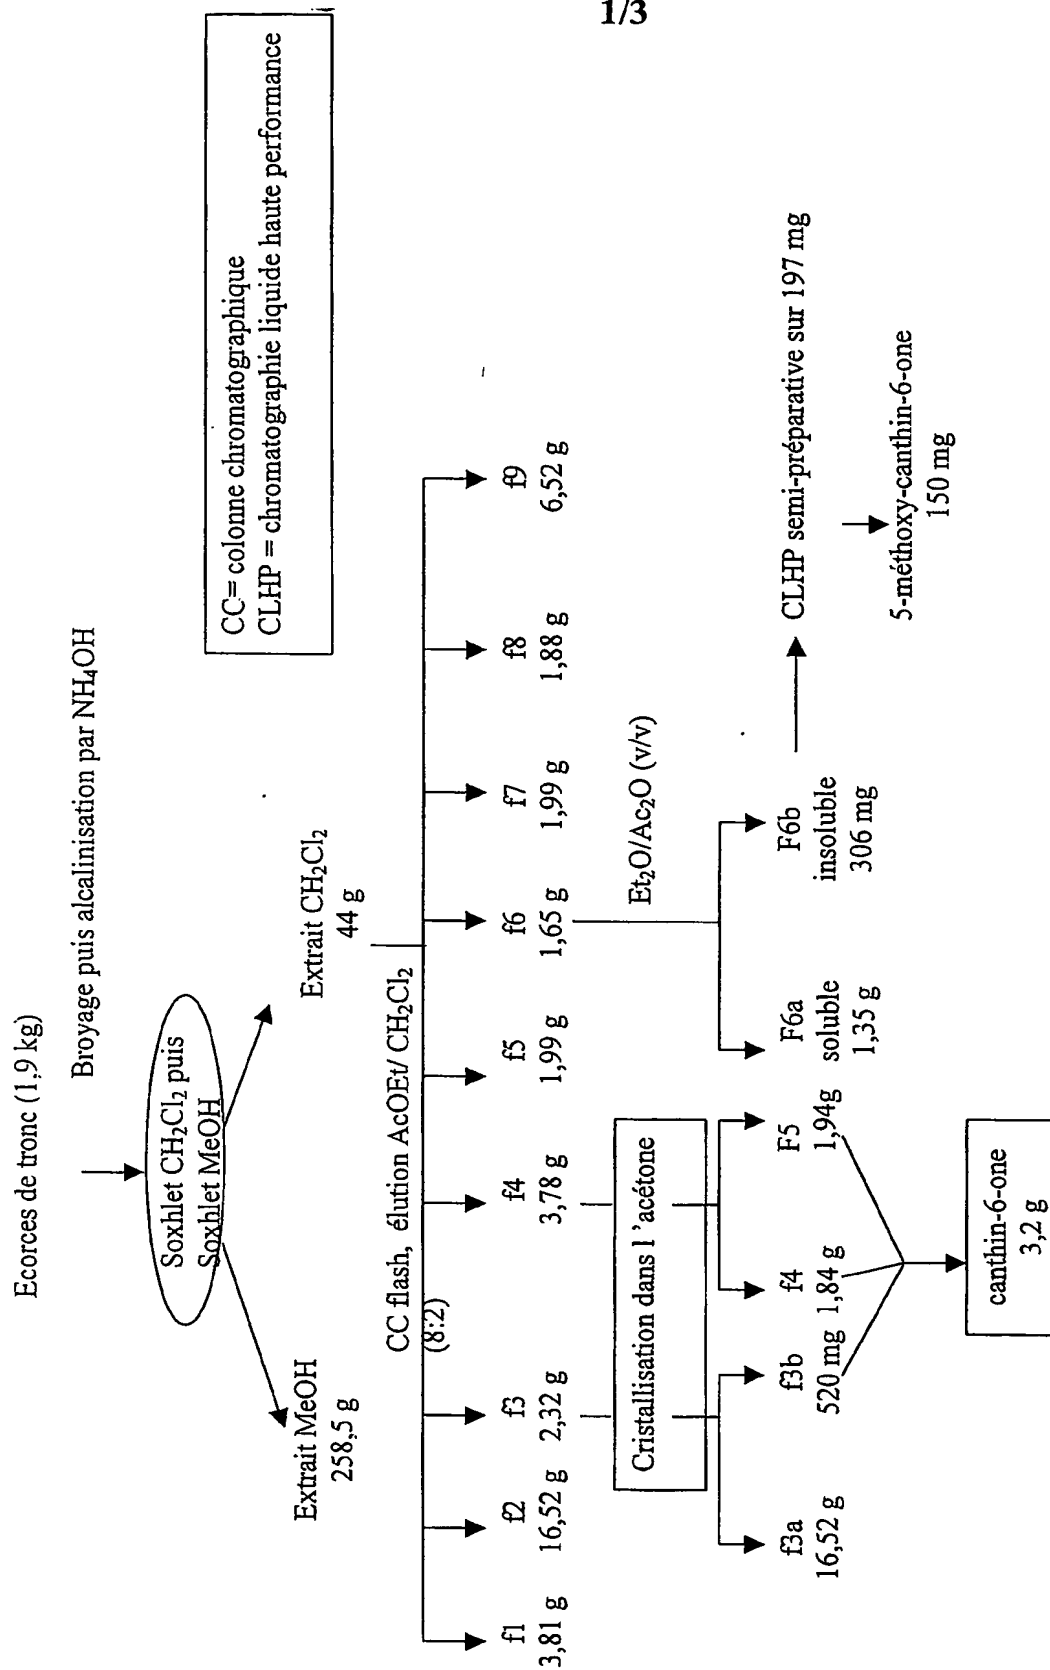 1/3
Ecorses de tronc (1,9 kg)
Broyage puis alcalinisation par NH₄OH
Soxhlet CH₂Cl₂ puis
Soxhlet MeOH
CC= colonne chromatographique
CLHP = chromatographie liquide haute performance
Extrait MeOH
258,5 g
Extrait CH₂Cl₂
44 g
CC flash, élution AcOEt/ CH₂Cl₂
(8:2)
f1
3,81 g
f2
16,52 g
f3
2,32 g
f4
3,78 g
f5
1,99 g
f6
1,65 g
f7
1,99 g
f8
1,88 g
f9
6,52 g
Cristallisation dans l 'acétone
Et₂O/Ac₂O (v/v)
f3a
16,52 g
f3b
520 mg
f4
1,84 g
F5
1,94g
F6a
soluble
1,35 g
F6b
insoluble
306 mg
CLHP semi-préparative sur 197 mg
canthin-6-one
3,2 g
5-méthoxy-canthin-6-one
150 mg